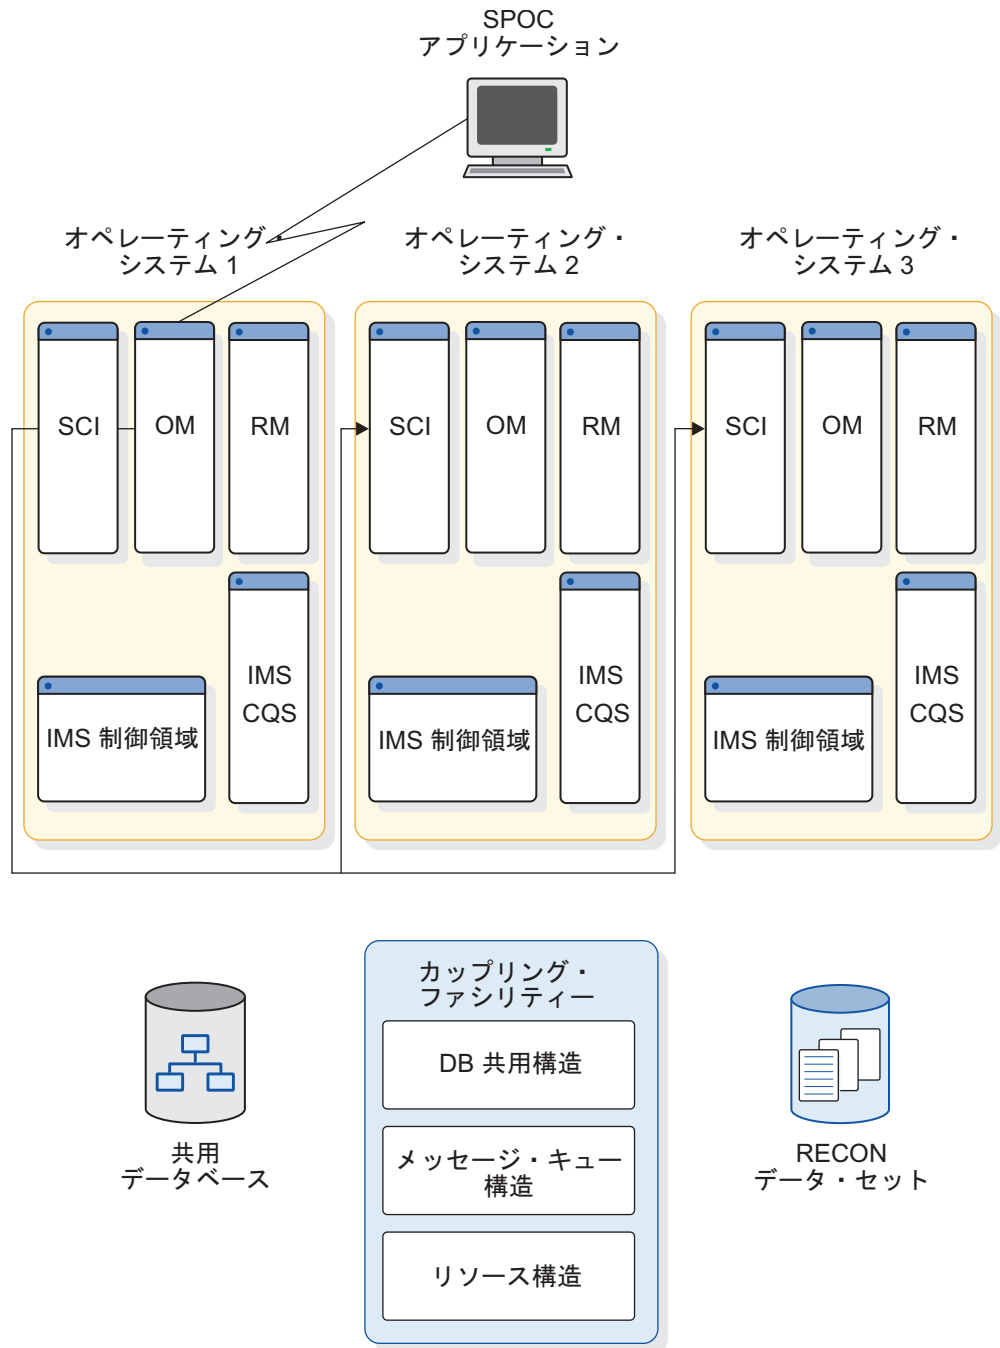 SPOC
アプリケーション
オペレーティング・
システム 1
オペレーティング・
システム 2
オペレーティング・
システム 3
SCI
OM
RM
SCI
OM
RM
SCI
OM
RM
IMS
CQS
IMS 制御領域
IMS
CQS
IMS 制御領域
IMS
CQS
IMS 制御領域
カップリング・
ファシリティー
DB 共用構造
メッセージ・キュー
構造
リソース構造
共用
データベース
RECON
データ・セット